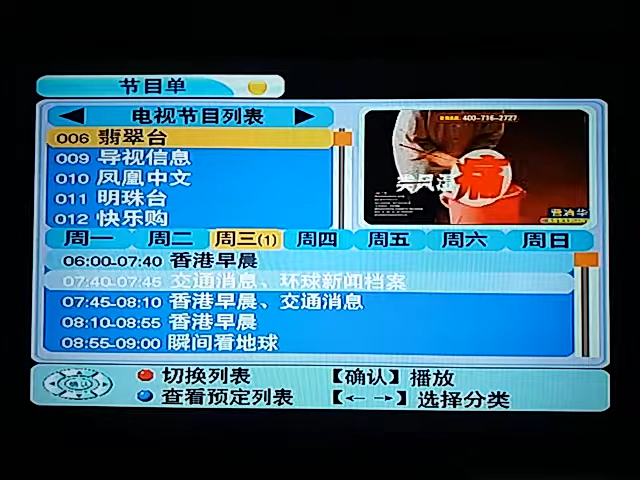 节目单
电视节目列表
006 翡翠台
009 导视信息
010 凤凰中文
011 明珠台
012 快乐购
400-716-2727
类风湿 痛
周一 周二 周三(1) 周四 周五 周六 周日
06:00-07:40 香港早晨
07:40-07:45 交通消息、环球新闻档案
07:45-08:10 香港早晨、交通消息
08:10-08:55 香港早晨
08:55-09:00 瞬间看地球
确认
切换列表 【确认】播放
查看预定列表 【← →】选择分类